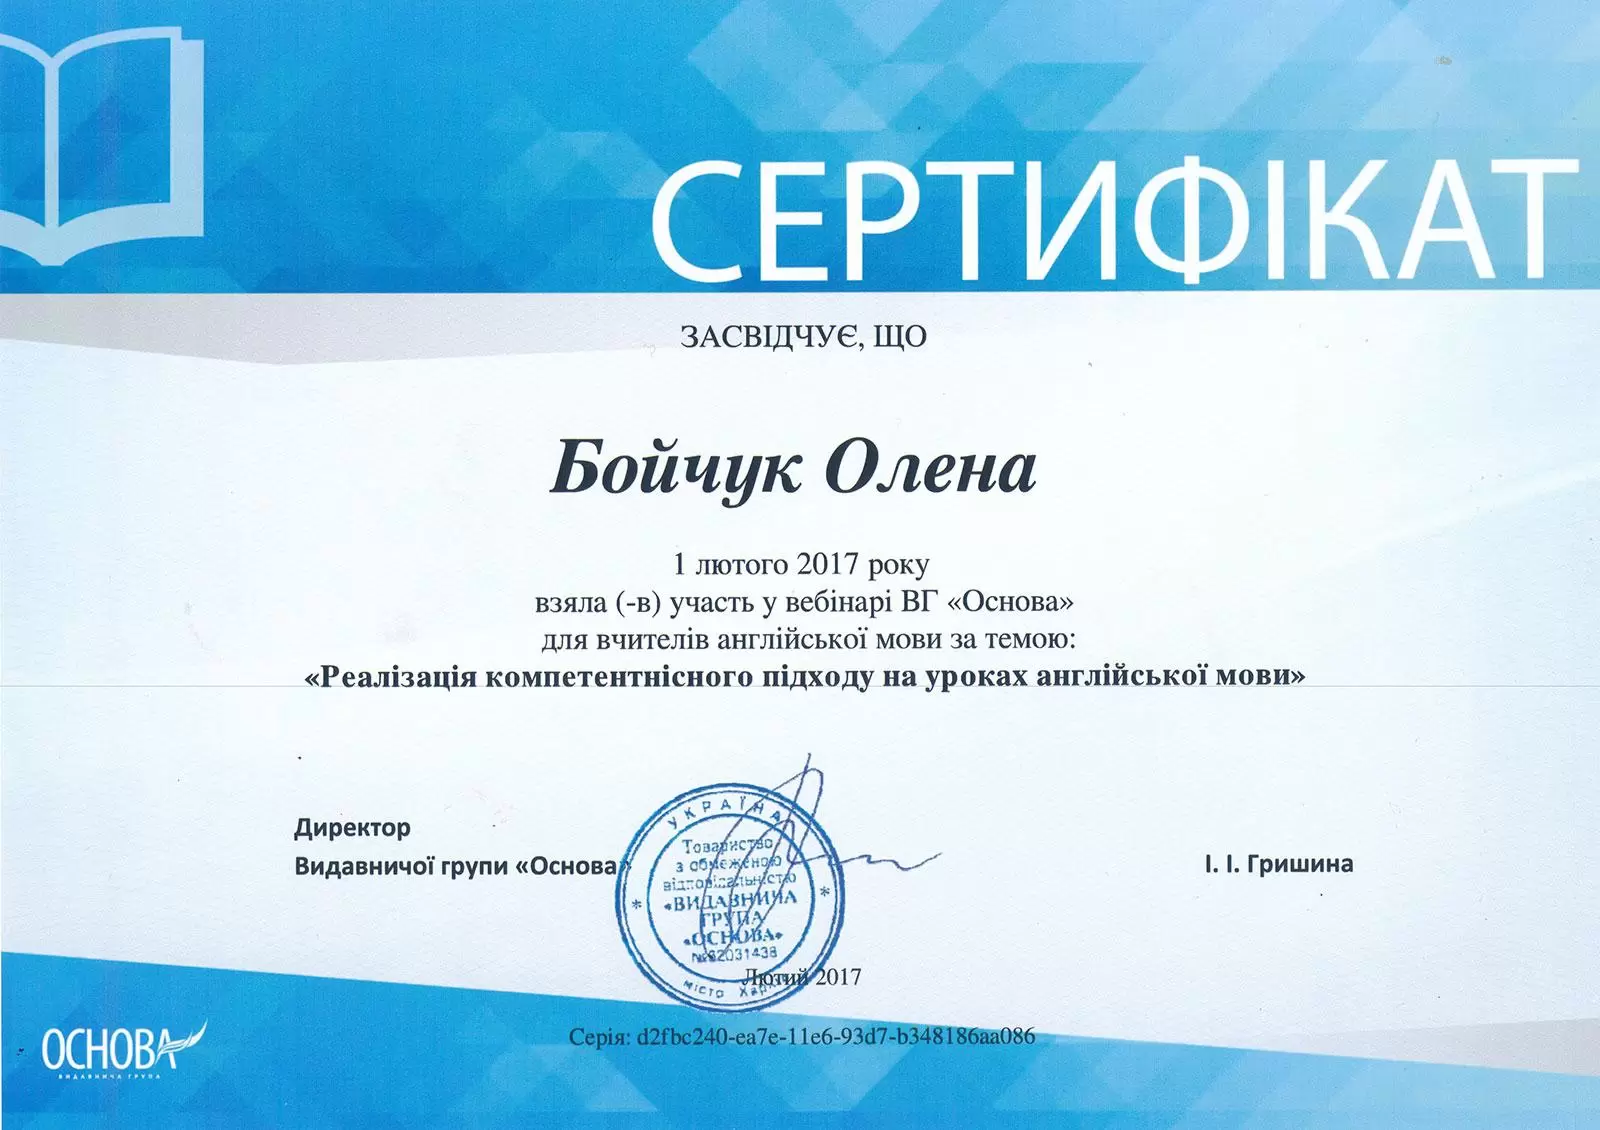 СЕРТИФІКАТ
ЗАСВІДЧУЄ, ЩО
Бойчук Олена
1 лютого 2017 року
взяла (-в) участь у вебінарі ВГ «Основа»
для вчителів англійської мови за темою:
«Реалізація компетентнісного підходу на уроках англійської мови»
Директор
Видавничої групи «Основа»
І. І. Гришина
УКРАЇНА
Товариство
з обмеженою
відповідальністю
«ВИДАВНИЧА
ГРУПА
«ОСНОВА»
№32031438
місто Харків
Лютий 2017
Серія: d2fbc240-ea7e-11e6-93d7-b348186aa086
ОСНОВА
ВИДАВНИЧА ГРУПА